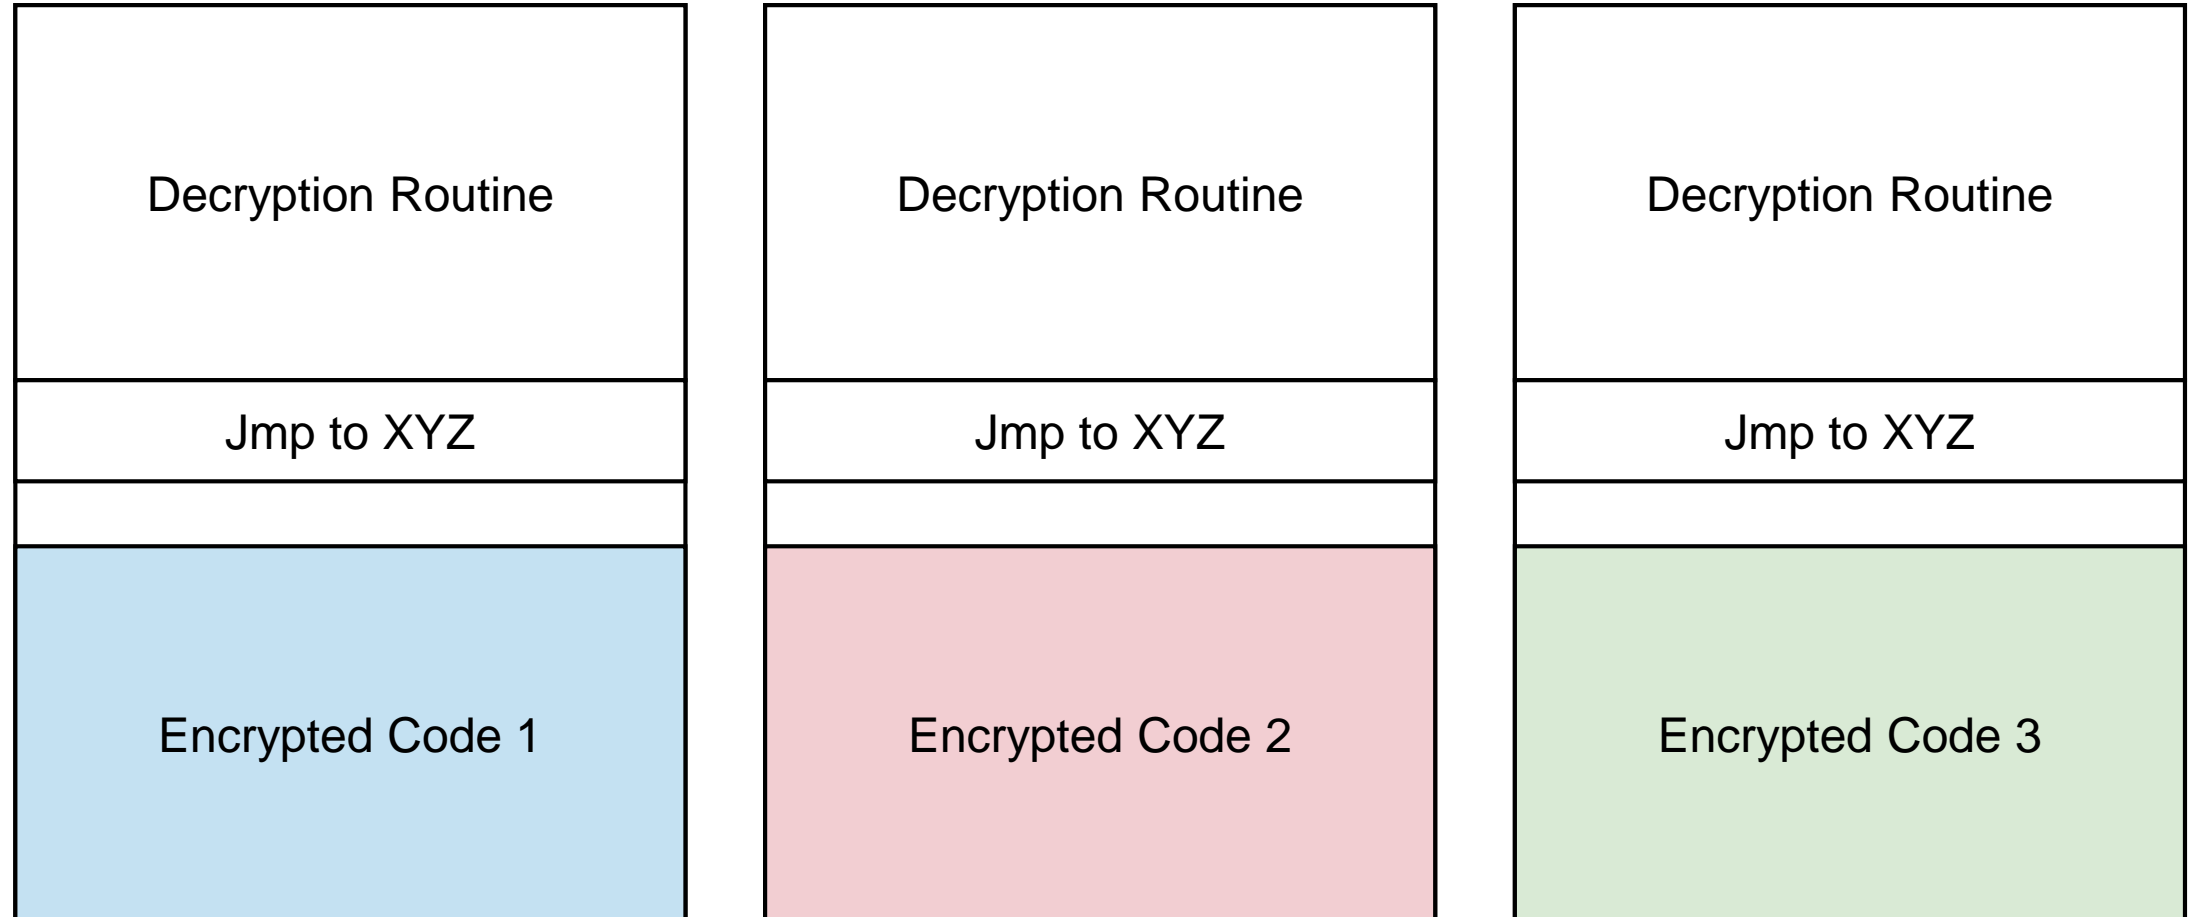 Decryption Routine
Decryption Routine
Decryption Routine
Jmp to XYZ
Jmp to XYZ
Jmp to XYZ
Encrypted Code 1
Encrypted Code 2
Encrypted Code 3